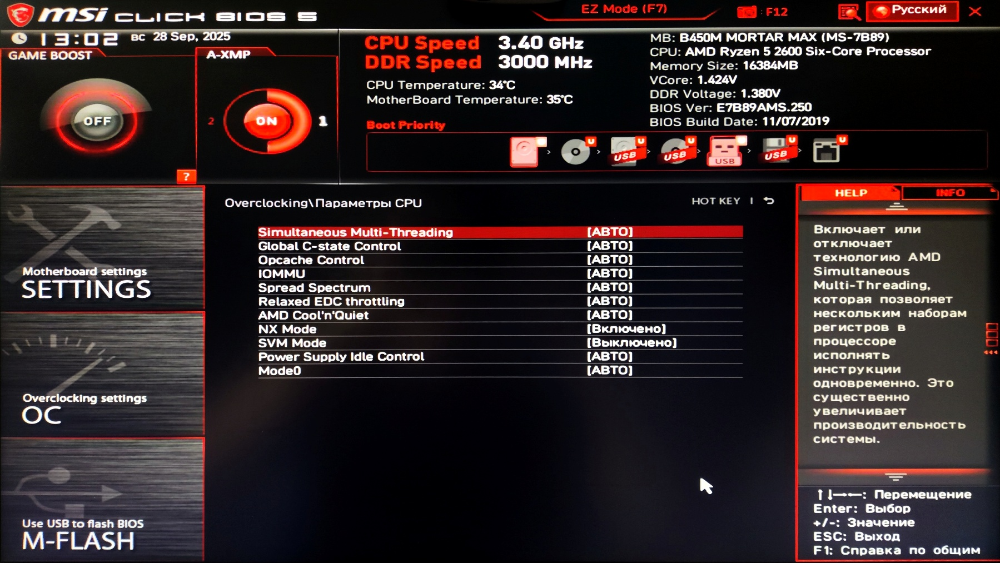 msi CLICK BIOS 5
EZ Mode (F7)
: F12
Русский
13:02 вс 28 Sep, 2025
GAME BOOST
A-XMP
OFF
2
ON
1
?
CPU Speed 3.40 GHz
DDR Speed 3000 MHz
CPU Temperature: 34°C
MotherBoard Temperature: 35°C
MB: B450M MORTAR MAX (MS-7B89)
CPU: AMD Ryzen 5 2600 Six-Core Processor
Memory Size: 16384MB
VCore: 1.424V
DDR Voltage: 1.380V
BIOS Ver: E7B89AMS.250
BIOS Build Date: 11/07/2019
Boot Priority
U
USB U
USB U
USB
USB U
U
Motherboard settings
SETTINGS
Overclocking settings
OC
Use USB to flash BIOS
M-FLASH
Overclocking\Параметры CPU
HOT KEY |
Simultaneous Multi-Threading [АВТО]
Global C-state Control [АВТО]
Opcache Control [АВТО]
IOMMU [АВТО]
Spread Spectrum [АВТО]
Relaxed EDC throttling [АВТО]
AMD Cool'n'Quiet [АВТО]
NX Mode [Включено]
SVM Mode [Выключено]
Power Supply Idle Control [АВТО]
Mode0 [АВТО]
HELP
INFO
Включает или
отключает
технологию AMD
Simultaneous
Multi-Threading,
которая позволяет
нескольким наборам
регистров в
процессоре
исполнять
инструкции
одновременно. Это
существенно
увеличивает
производительность
системы.
↑↓→←: Перемещение
Enter: Выбор
+/-: Значение
ESC: Выход
F1: Справка по общим